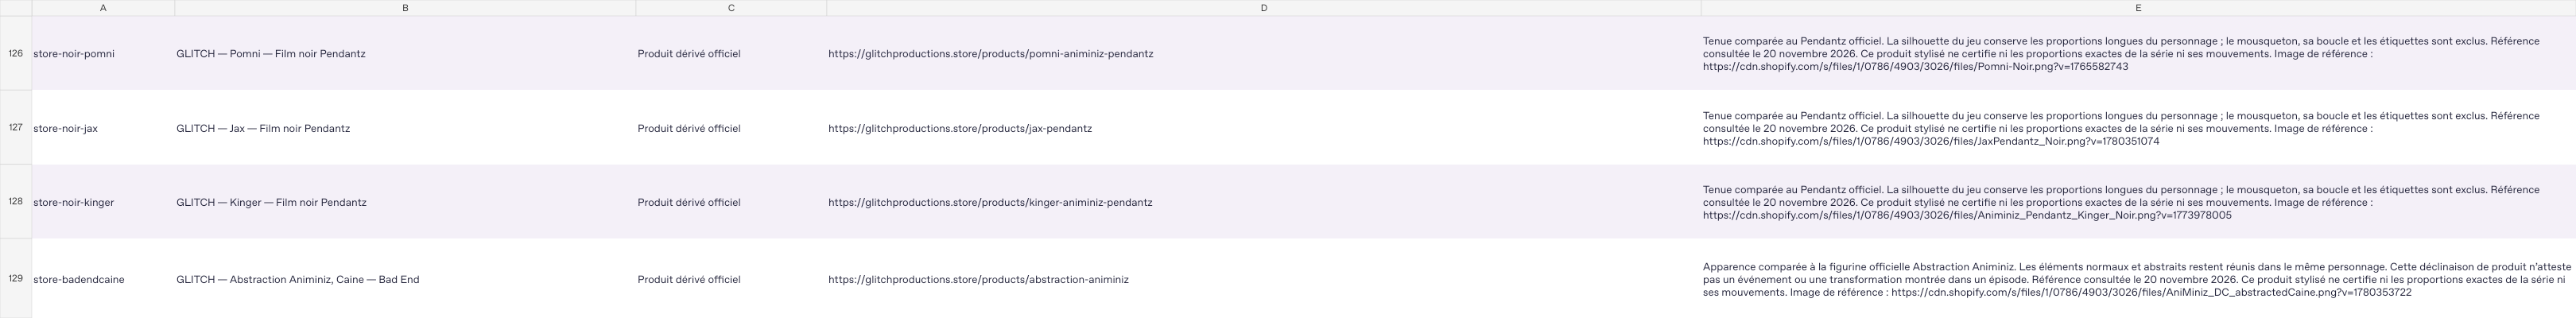 A B C D E
126 store-noir-pomni GLITCH — Pomni — Film noir Pendantz Produit dérivé officiel https://glitchproductions.store/products/pomni-animiniz-pendantz Tenue comparée au Pendantz officiel. La silhouette du jeu conserve les proportions longues du personnage ; le mousqueton, sa boucle et les étiquettes sont exclus. Référence
consultée le 20 novembre 2026. Ce produit stylisé ne certifie ni les proportions exactes de la série ni ses mouvements. Image de référence :
https://cdn.shopify.com/s/files/1/0786/4903/3026/files/Pomni-Noir.png?v=1765582743
127 store-noir-jax GLITCH — Jax — Film noir Pendantz Produit dérivé officiel https://glitchproductions.store/products/jax-pendantz Tenue comparée au Pendantz officiel. La silhouette du jeu conserve les proportions longues du personnage ; le mousqueton, sa boucle et les étiquettes sont exclus. Référence
consultée le 20 novembre 2026. Ce produit stylisé ne certifie ni les proportions exactes de la série ni ses mouvements. Image de référence :
https://cdn.shopify.com/s/files/1/0786/4903/3026/files/JaxPendantz_Noir.png?v=1780351074
128 store-noir-kinger GLITCH — Kinger — Film noir Pendantz Produit dérivé officiel https://glitchproductions.store/products/kinger-animiniz-pendantz Tenue comparée au Pendantz officiel. La silhouette du jeu conserve les proportions longues du personnage ; le mousqueton, sa boucle et les étiquettes sont exclus. Référence
consultée le 20 novembre 2026. Ce produit stylisé ne certifie ni les proportions exactes de la série ni ses mouvements. Image de référence :
https://cdn.shopify.com/s/files/1/0786/4903/3026/files/Animiniz_Pendantz_Kinger_Noir.png?v=1773978005
129 store-badendcaine GLITCH — Abstraction Animiniz, Caine — Bad End Produit dérivé officiel https://glitchproductions.store/products/abstraction-animiniz Apparence comparée à la figurine officielle Abstraction Animiniz. Les éléments normaux et abstraits restent réunis dans le même personnage. Cette déclinaison de produit n’atteste
pas un événement ou une transformation montrée dans un épisode. Référence consultée le 20 novembre 2026. Ce produit stylisé ne certifie ni les proportions exactes de la série ni
ses mouvements. Image de référence : https://cdn.shopify.com/s/files/1/0786/4903/3026/files/AniMiniz_DC_abstractedCaine.png?v=1780353722